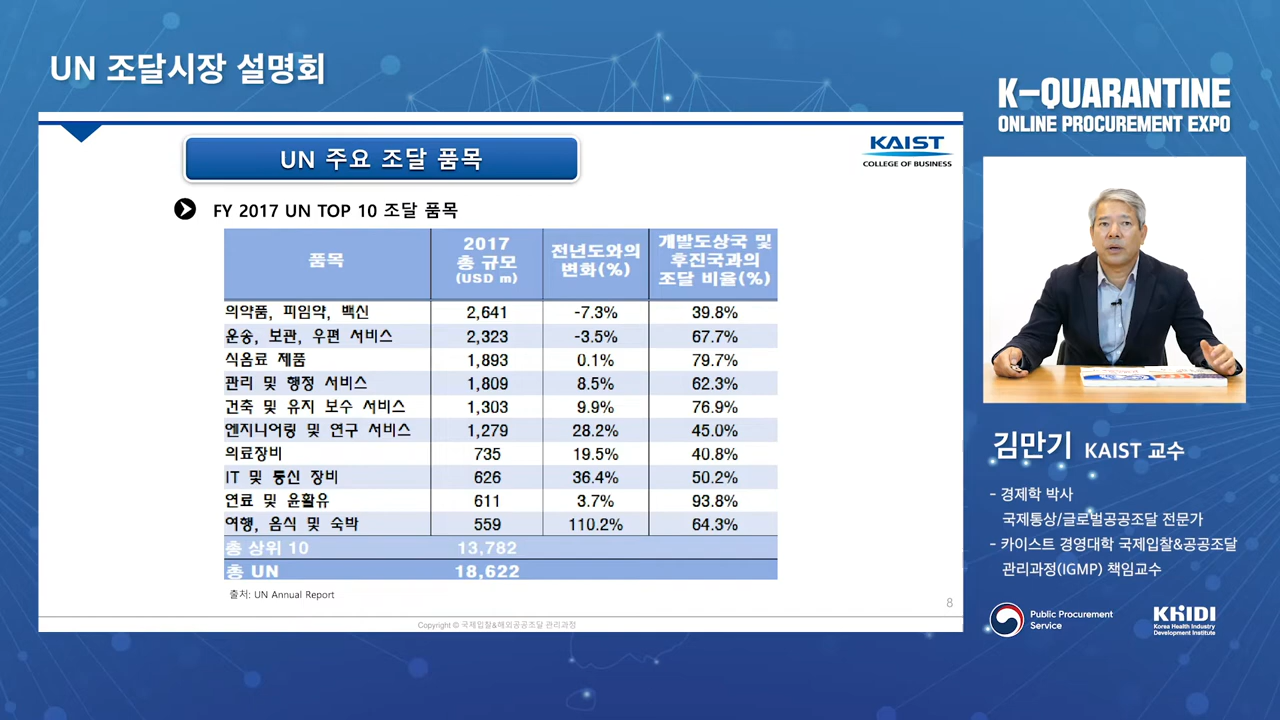 UN 조달시장 설명회
K-QUARANTINE
ONLINE PROCUREMENT EXPO
KAIST
COLLEGE OF BUSINESS
UN 주요 조달 품목
FY 2017 UN TOP 10 조달 품목
품목 2017 총 규모 (USD m) 전년도와의 변화(%) 개발도상국 및 후진국과의 조달 비율(%)
의약품, 피임약, 백신 2,641 -7.3% 39.8%
운송, 보관, 우편 서비스 2,323 -3.5% 67.7%
식음료 제품 1,893 0.1% 79.7%
관리 및 행정 서비스 1,809 8.5% 62.3%
건축 및 유지 보수 서비스 1,303 9.9% 76.9%
엔지니어링 및 연구 서비스 1,279 28.2% 45.0%
의료장비 735 19.5% 40.8%
IT 및 통신 장비 626 36.4% 50.2%
연료 및 윤활유 611 3.7% 93.8%
여행, 음식 및 숙박 559 110.2% 64.3%
총 상위 10 13,782
총 UN 18,622
출처: UN Annual Report
8
Copyright © 국제입찰&해외공공조달 관리과정
김만기 KAIST 교수
- 경제학 박사
국제통상/글로벌공공조달 전문가
- 카이스트 경영대학 국제입찰&공공조달
관리과정(IGMP) 책임교수
Public Procurement
Service
KHIDI
Korea Health Industry
Development Institute